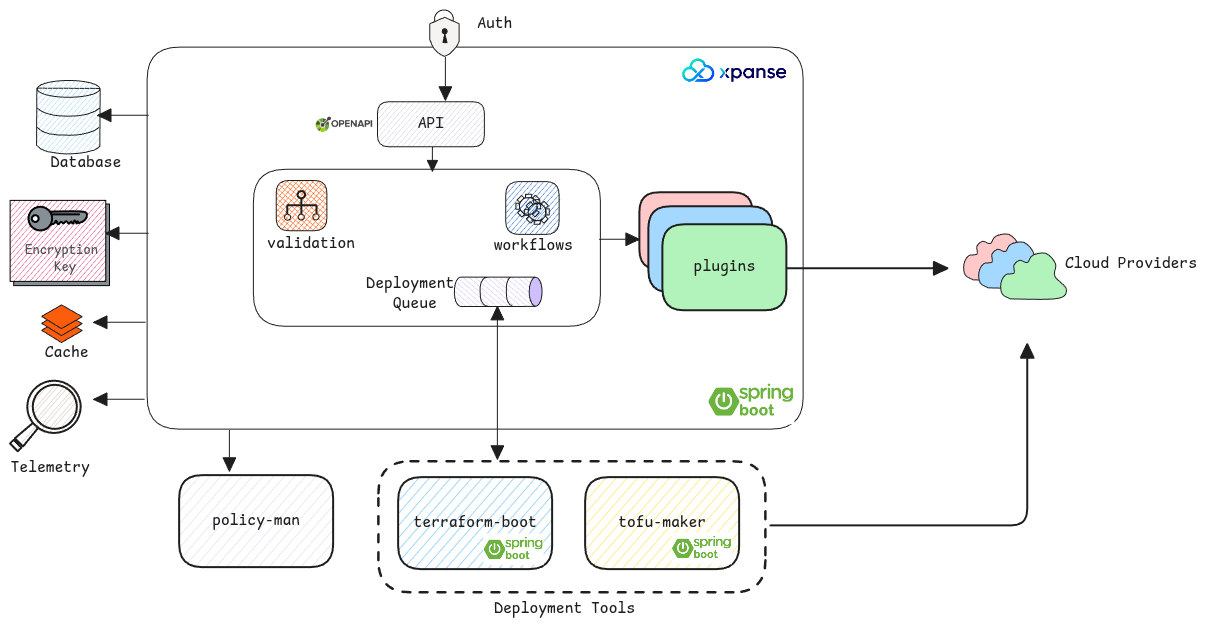 Auth
xpanse
Database
OPENAPI
API
validation
workflows
Encryption
Key
plugins
Cloud Providers
Deployment
Queue
Cache
spring
boot
Telemetry
policy-man
terraform-boot
spring
boot
tofu-maker
spring
boot
Deployment Tools